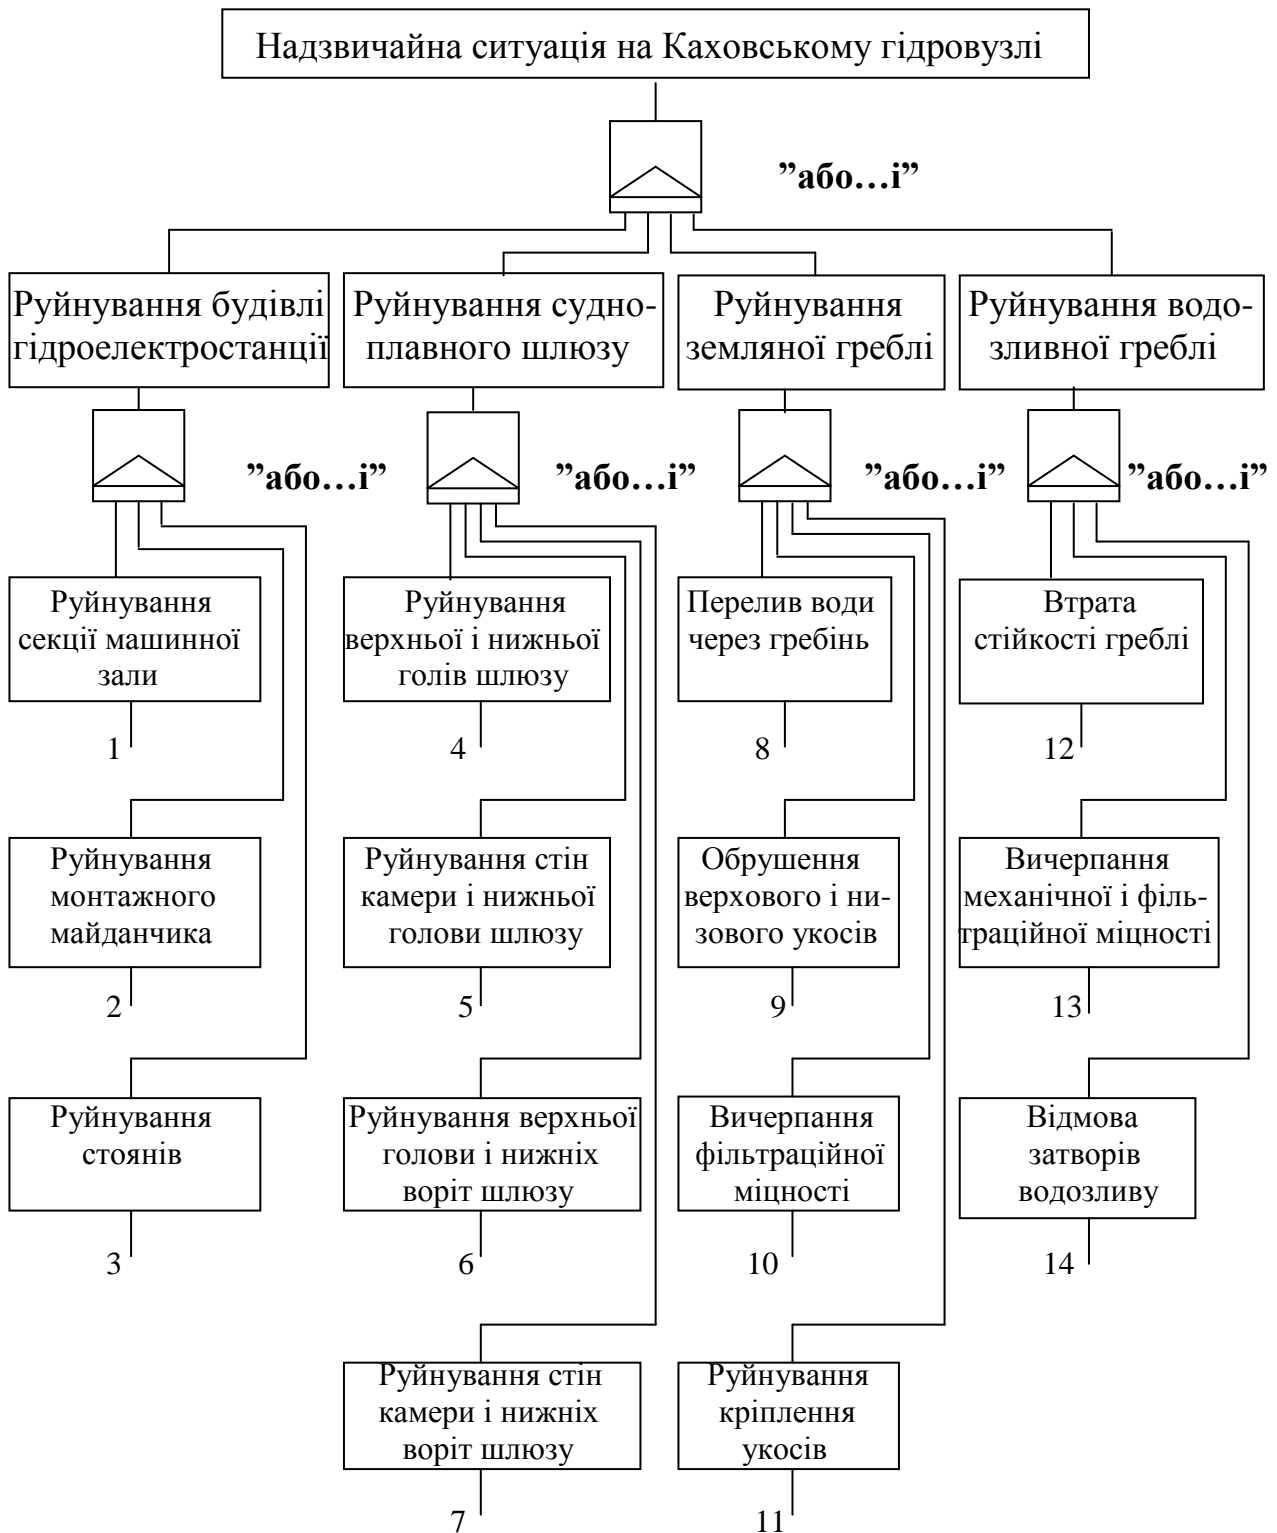 Надзвичайна ситуація на Каховському гідровузлі
”або…і”
Руйнування будівлі
гідроелектростанції
Руйнування судно-
плавного шлюзу
Руйнування
земляної греблі
Руйнування водо-
зливної греблі
”або…і”
”або…і”
”або…і”
”або…і”
Руйнування
секції машинної
зали
1
Руйнування
верхньої і нижньої
голів шлюзу
4
Перелив води
через гребінь
8
Втрата
стійкості греблі
12
Руйнування
монтажного
майданчика
2
Руйнування стін
камери і нижньої
голови шлюзу
5
Обрушення
верхового і ни-
зового укосів
9
Вичерпання
механічної і філь-
траційної міцності
13
Руйнування
стоянів
3
Руйнування верхньої
голови і нижніх
воріт шлюзу
6
Вичерпання
фільтраційної
міцності
10
Відмова
затворів
водозливу
14
Руйнування стін
камери і нижніх
воріт шлюзу
7
Руйнування
кріплення
укосів
11